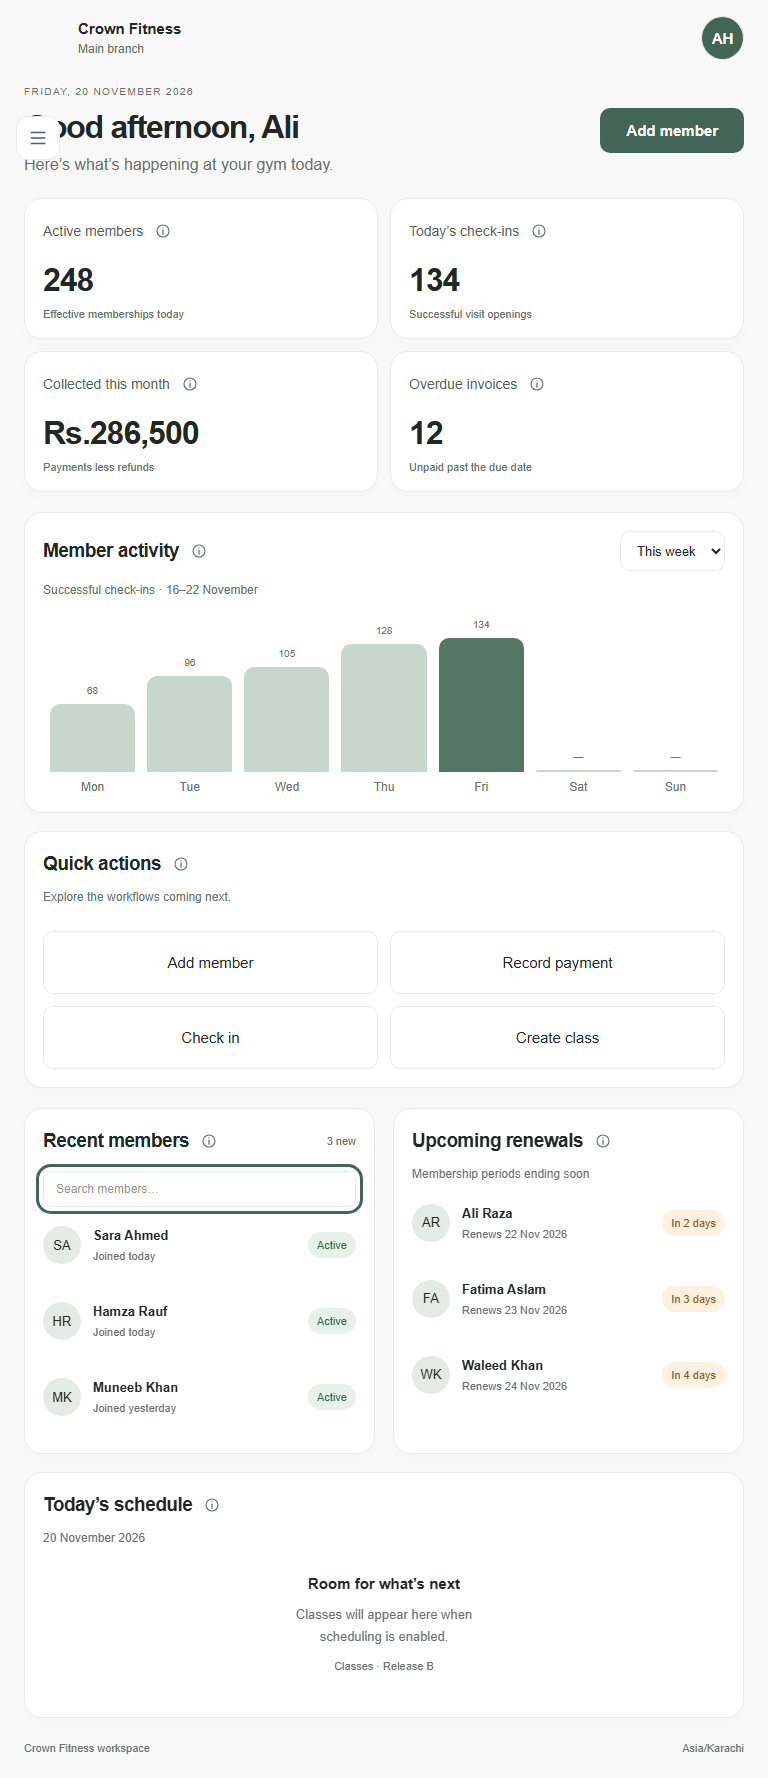 Crown Fitness
Main branch
AH
FRIDAY, 20 NOVEMBER 2026
ood afternoon, Ali
Add member
Here’s what’s happening at your gym today.
Active members
248
Effective memberships today
Today’s check-ins
134
Successful visit openings
Collected this month
Rs.286,500
Payments less refunds
Overdue invoices
12
Unpaid past the due date
Member activity
This week
Successful check-ins · 16–22 November
68
96
105
128
134
—
—
Mon
Tue
Wed
Thu
Fri
Sat
Sun
Quick actions
Explore the workflows coming next.
Add member
Record payment
Check in
Create class
Recent members
3 new
Search members...
SA
Sara Ahmed
Joined today
Active
HR
Hamza Rauf
Joined today
Active
MK
Muneeb Khan
Joined yesterday
Active
Upcoming renewals
Membership periods ending soon
AR
Ali Raza
Renews 22 Nov 2026
In 2 days
FA
Fatima Aslam
Renews 23 Nov 2026
In 3 days
WK
Waleed Khan
Renews 24 Nov 2026
In 4 days
Today’s schedule
20 November 2026
Room for what’s next
Classes will appear here when
scheduling is enabled.
Classes · Release B
Crown Fitness workspace
Asia/Karachi